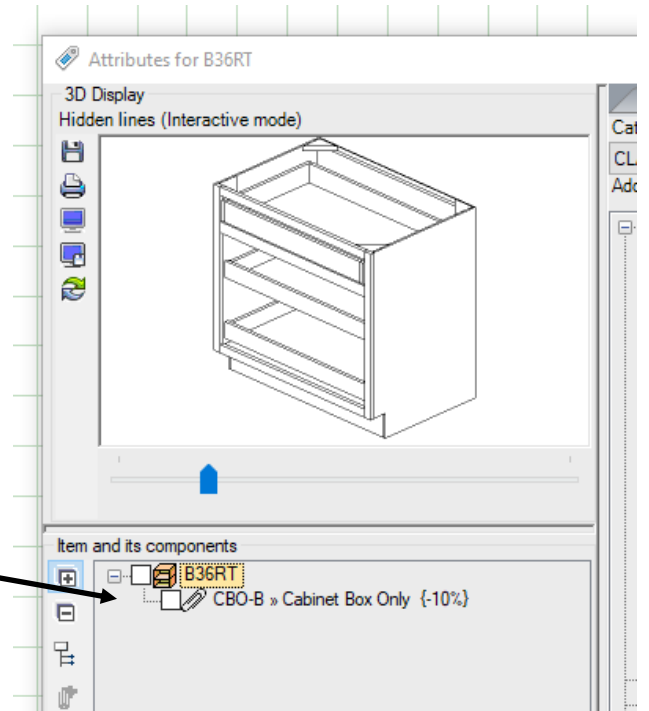 Attributes for B36RT
3D Display
Hidden lines (Interactive mode)
Cat
CL
Add
Item and its components
B36RT
CBO-B » Cabinet Box Only {-10%}